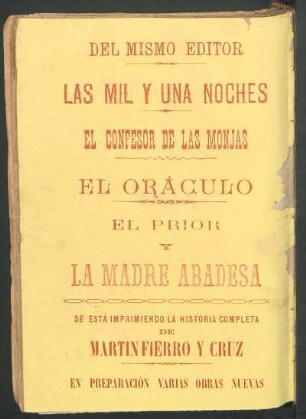 DEL MISMO EDITOR
LAS MIL Y UNA NOCHES
EL CONFESOR DE LAS MONJAS
EL ORÁCULO
EL PRIOR
Y
LA MADRE ABADESA
SE ESTÁ IMPRIMIENDO LA HISTORIA COMPLETA
DE
MARTIN FIERRO Y CRUZ
EN PREPARACIÓN VARIAS OBRAS NUEVAS